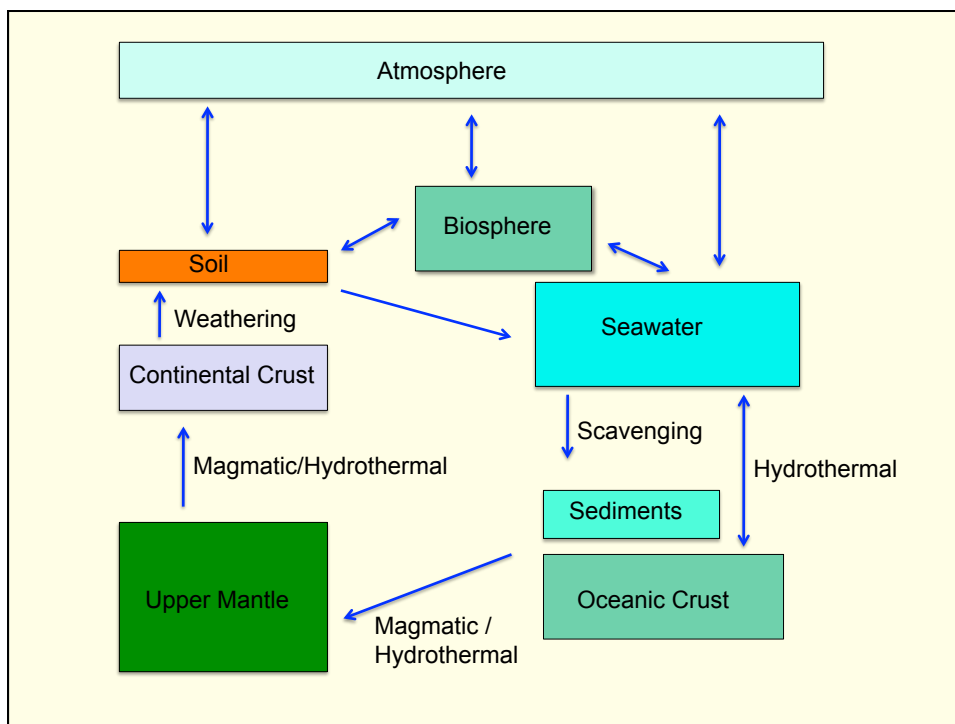 Atmosphere
Biosphere
Soil
Weathering
Seawater
Continental Crust
Scavenging
Magmatic/Hydrothermal
Hydrothermal
Sediments
Upper Mantle
Oceanic Crust
Magmatic /
Hydrothermal